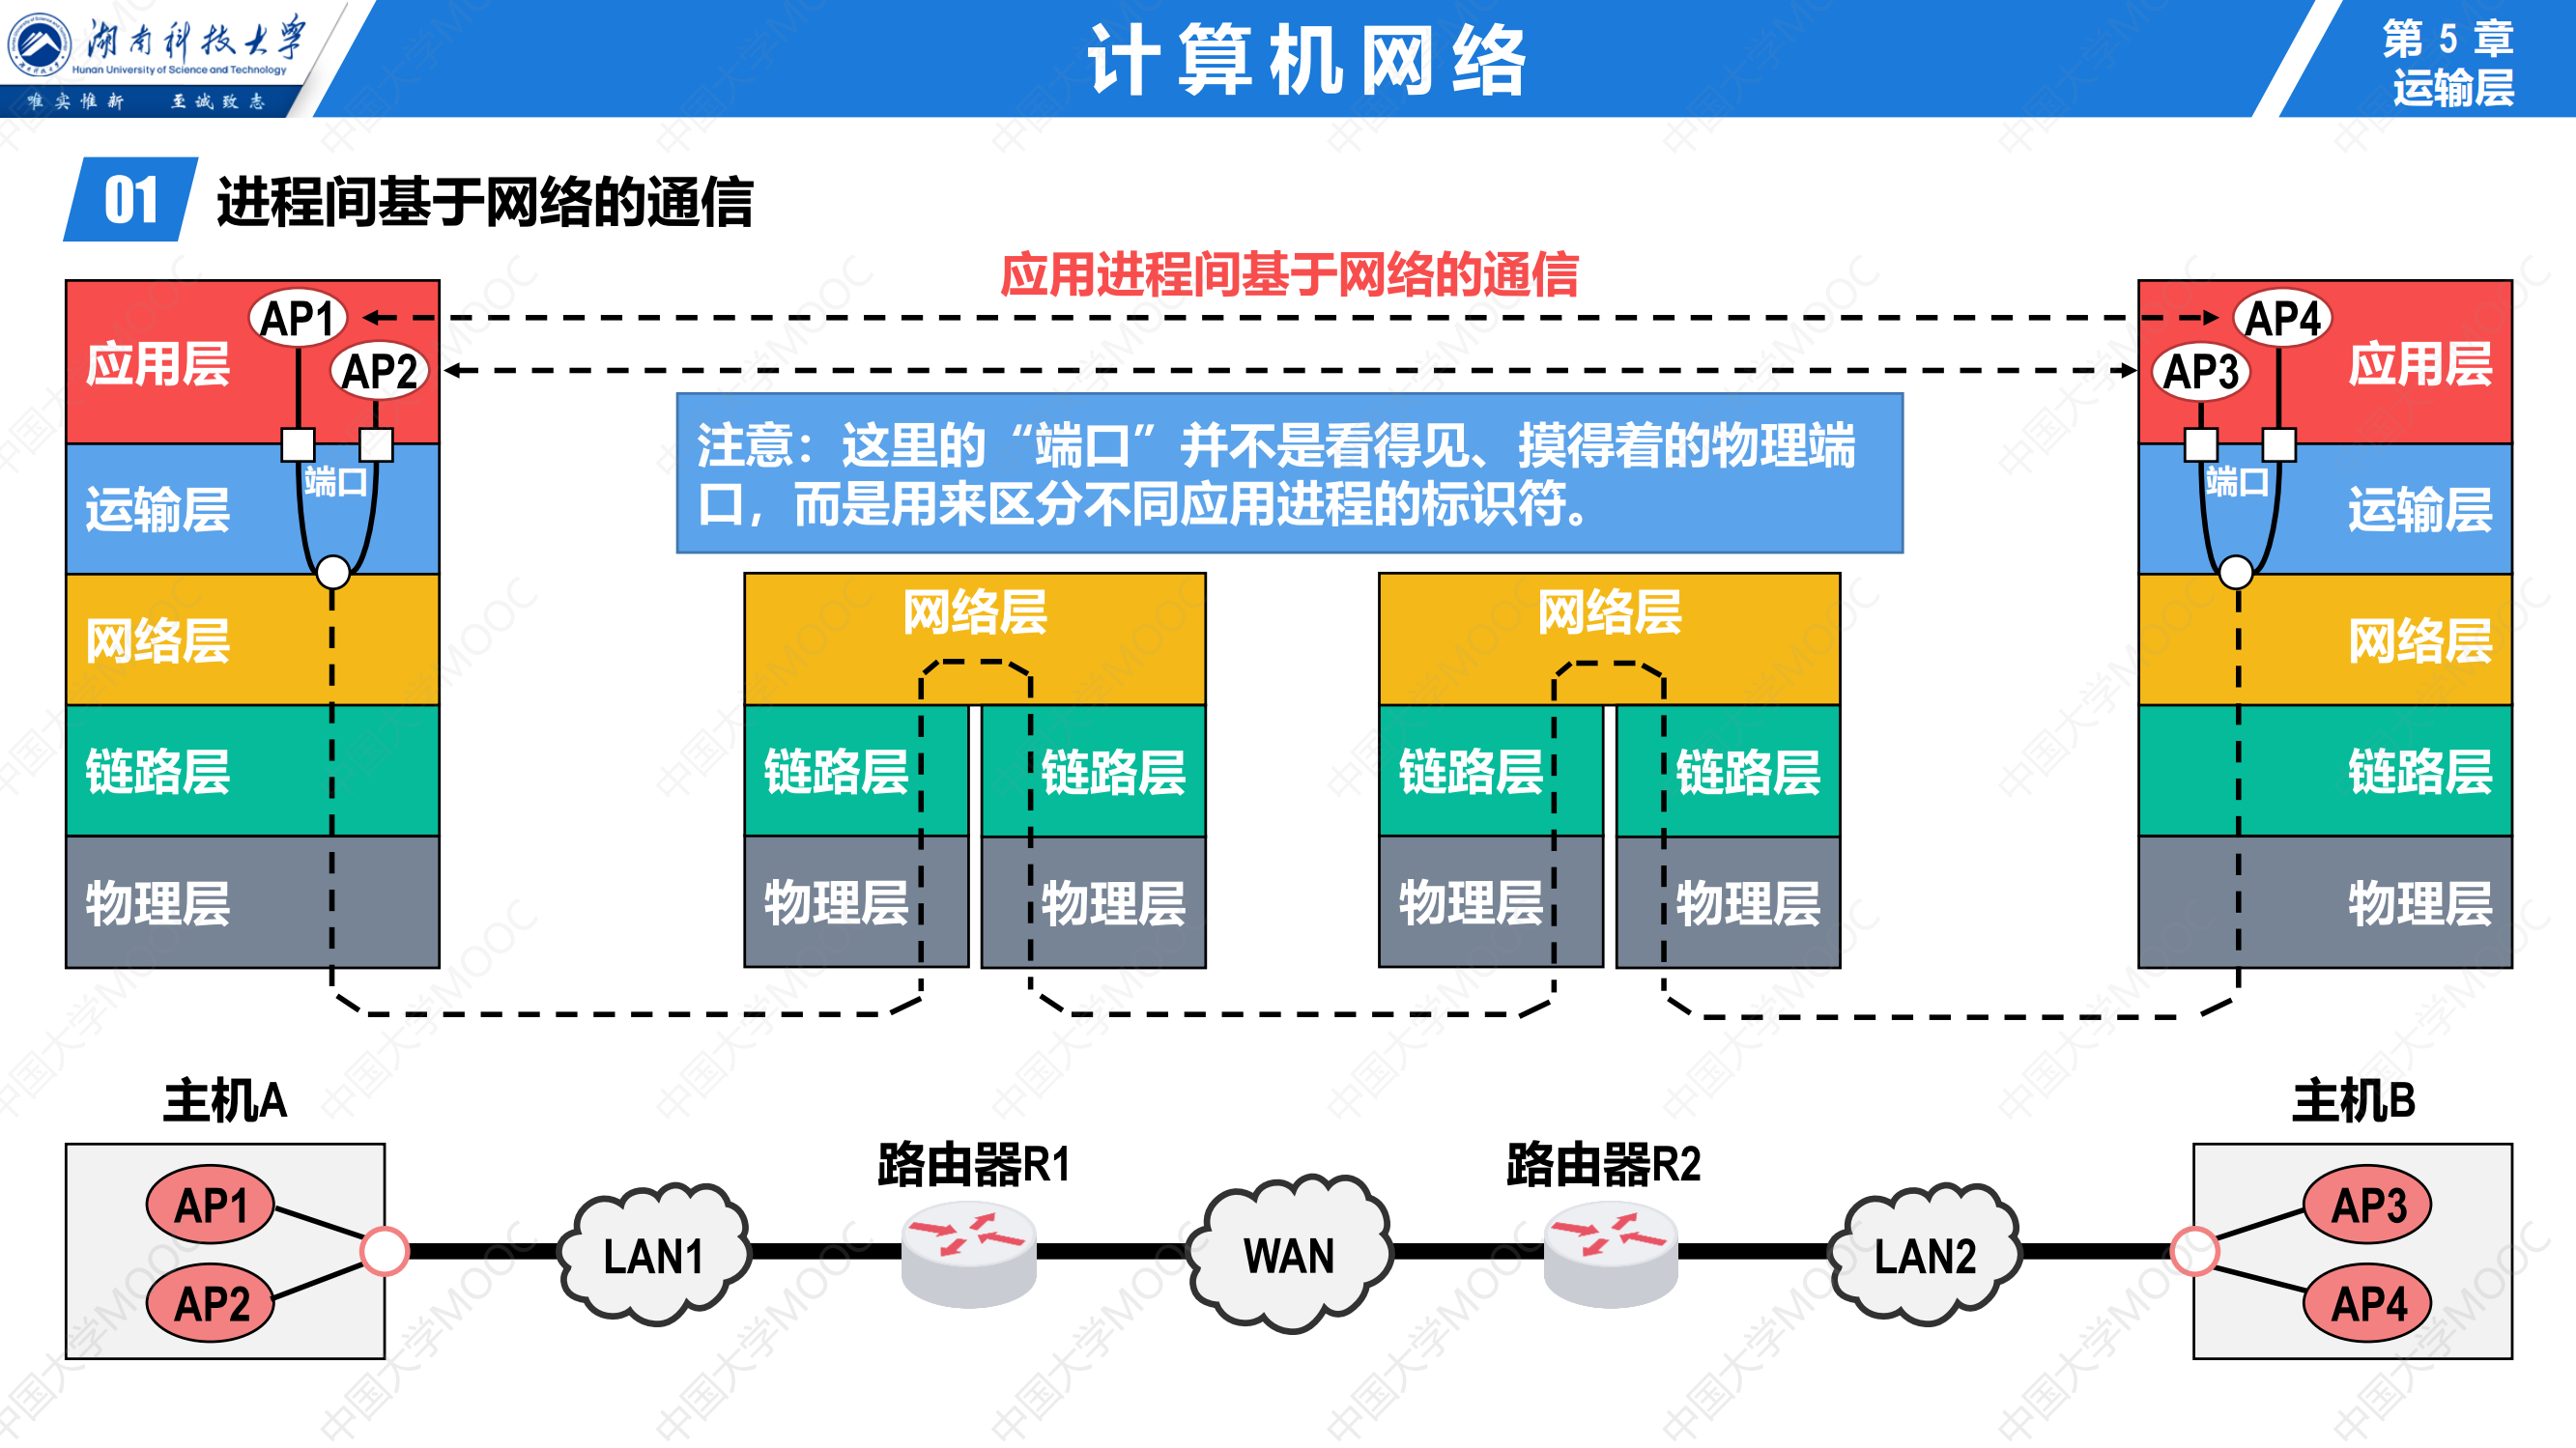 湖南科技大学
Hunan University of Science and Technology
唯实惟新 至诚致志
计算机网络
第 5 章
运输层
01 进程间基于网络的通信
应用进程间基于网络的通信
AP1
AP2
应用层
端口
运输层
网络层
链路层
物理层
注意：这里的“端口”并不是看得见、摸得着的物理端
口，而是用来区分不同应用进程的标识符。
网络层
链路层 链路层
物理层 物理层
网络层
链路层 链路层
物理层 物理层
AP4
AP3
应用层
端口
运输层
网络层
链路层
物理层
主机A
AP1
AP2
LAN1
路由器R1
WAN
路由器R2
LAN2
主机B
AP3
AP4
中国大学MOOC